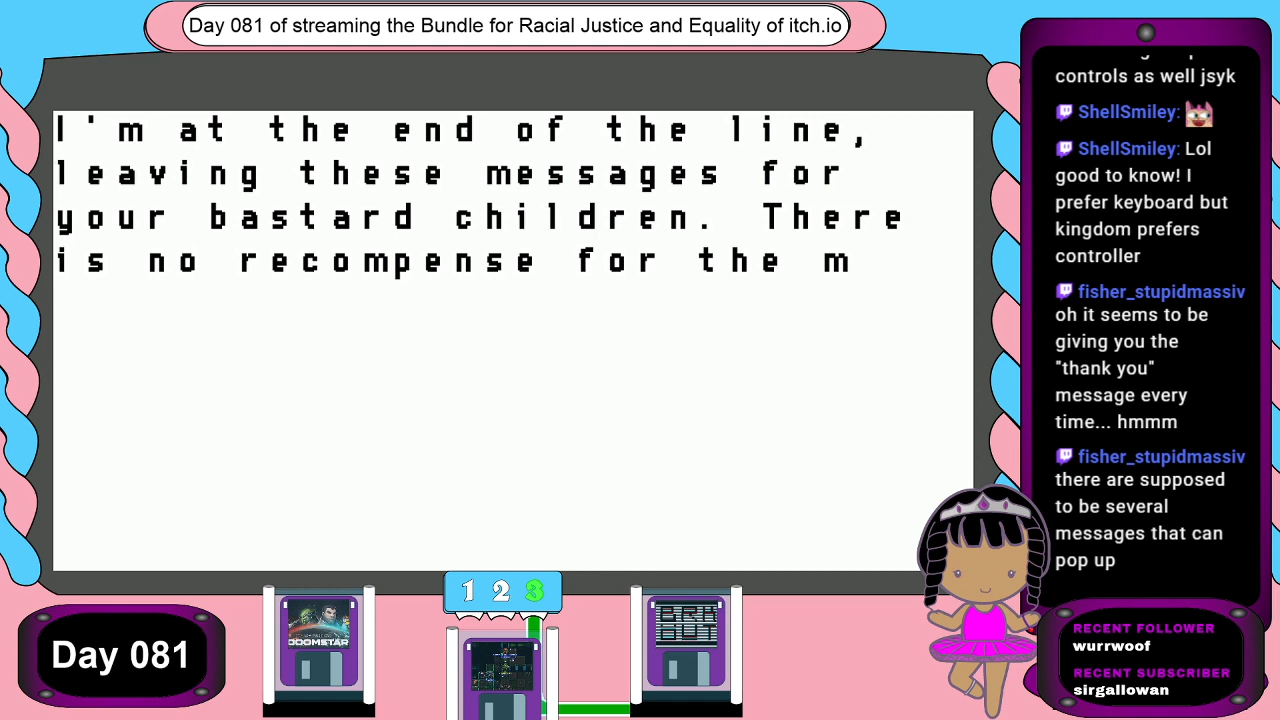 Day 081 of streaming the Bundle for Racial Justice and Equality of itch.io
I'm at the end of the line,
leaving these messages for
your bastard children. There
is no recompense for the m
controls as well jsyk
ShellSmiley:
ShellSmiley: Lol
good to know! I
prefer keyboard but
kingdom prefers
controller
fisher_stupidmassiv
oh it seems to be
giving you the
"thank you"
message every
time... hmmm
fisher_stupidmassiv
there are supposed
to be several
messages that can
pop up
1 2 3
DOOMSTAR
Day 081
RECENT FOLLOWER
wurrwoof
RECENT SUBSCRIBER
sirgallowan